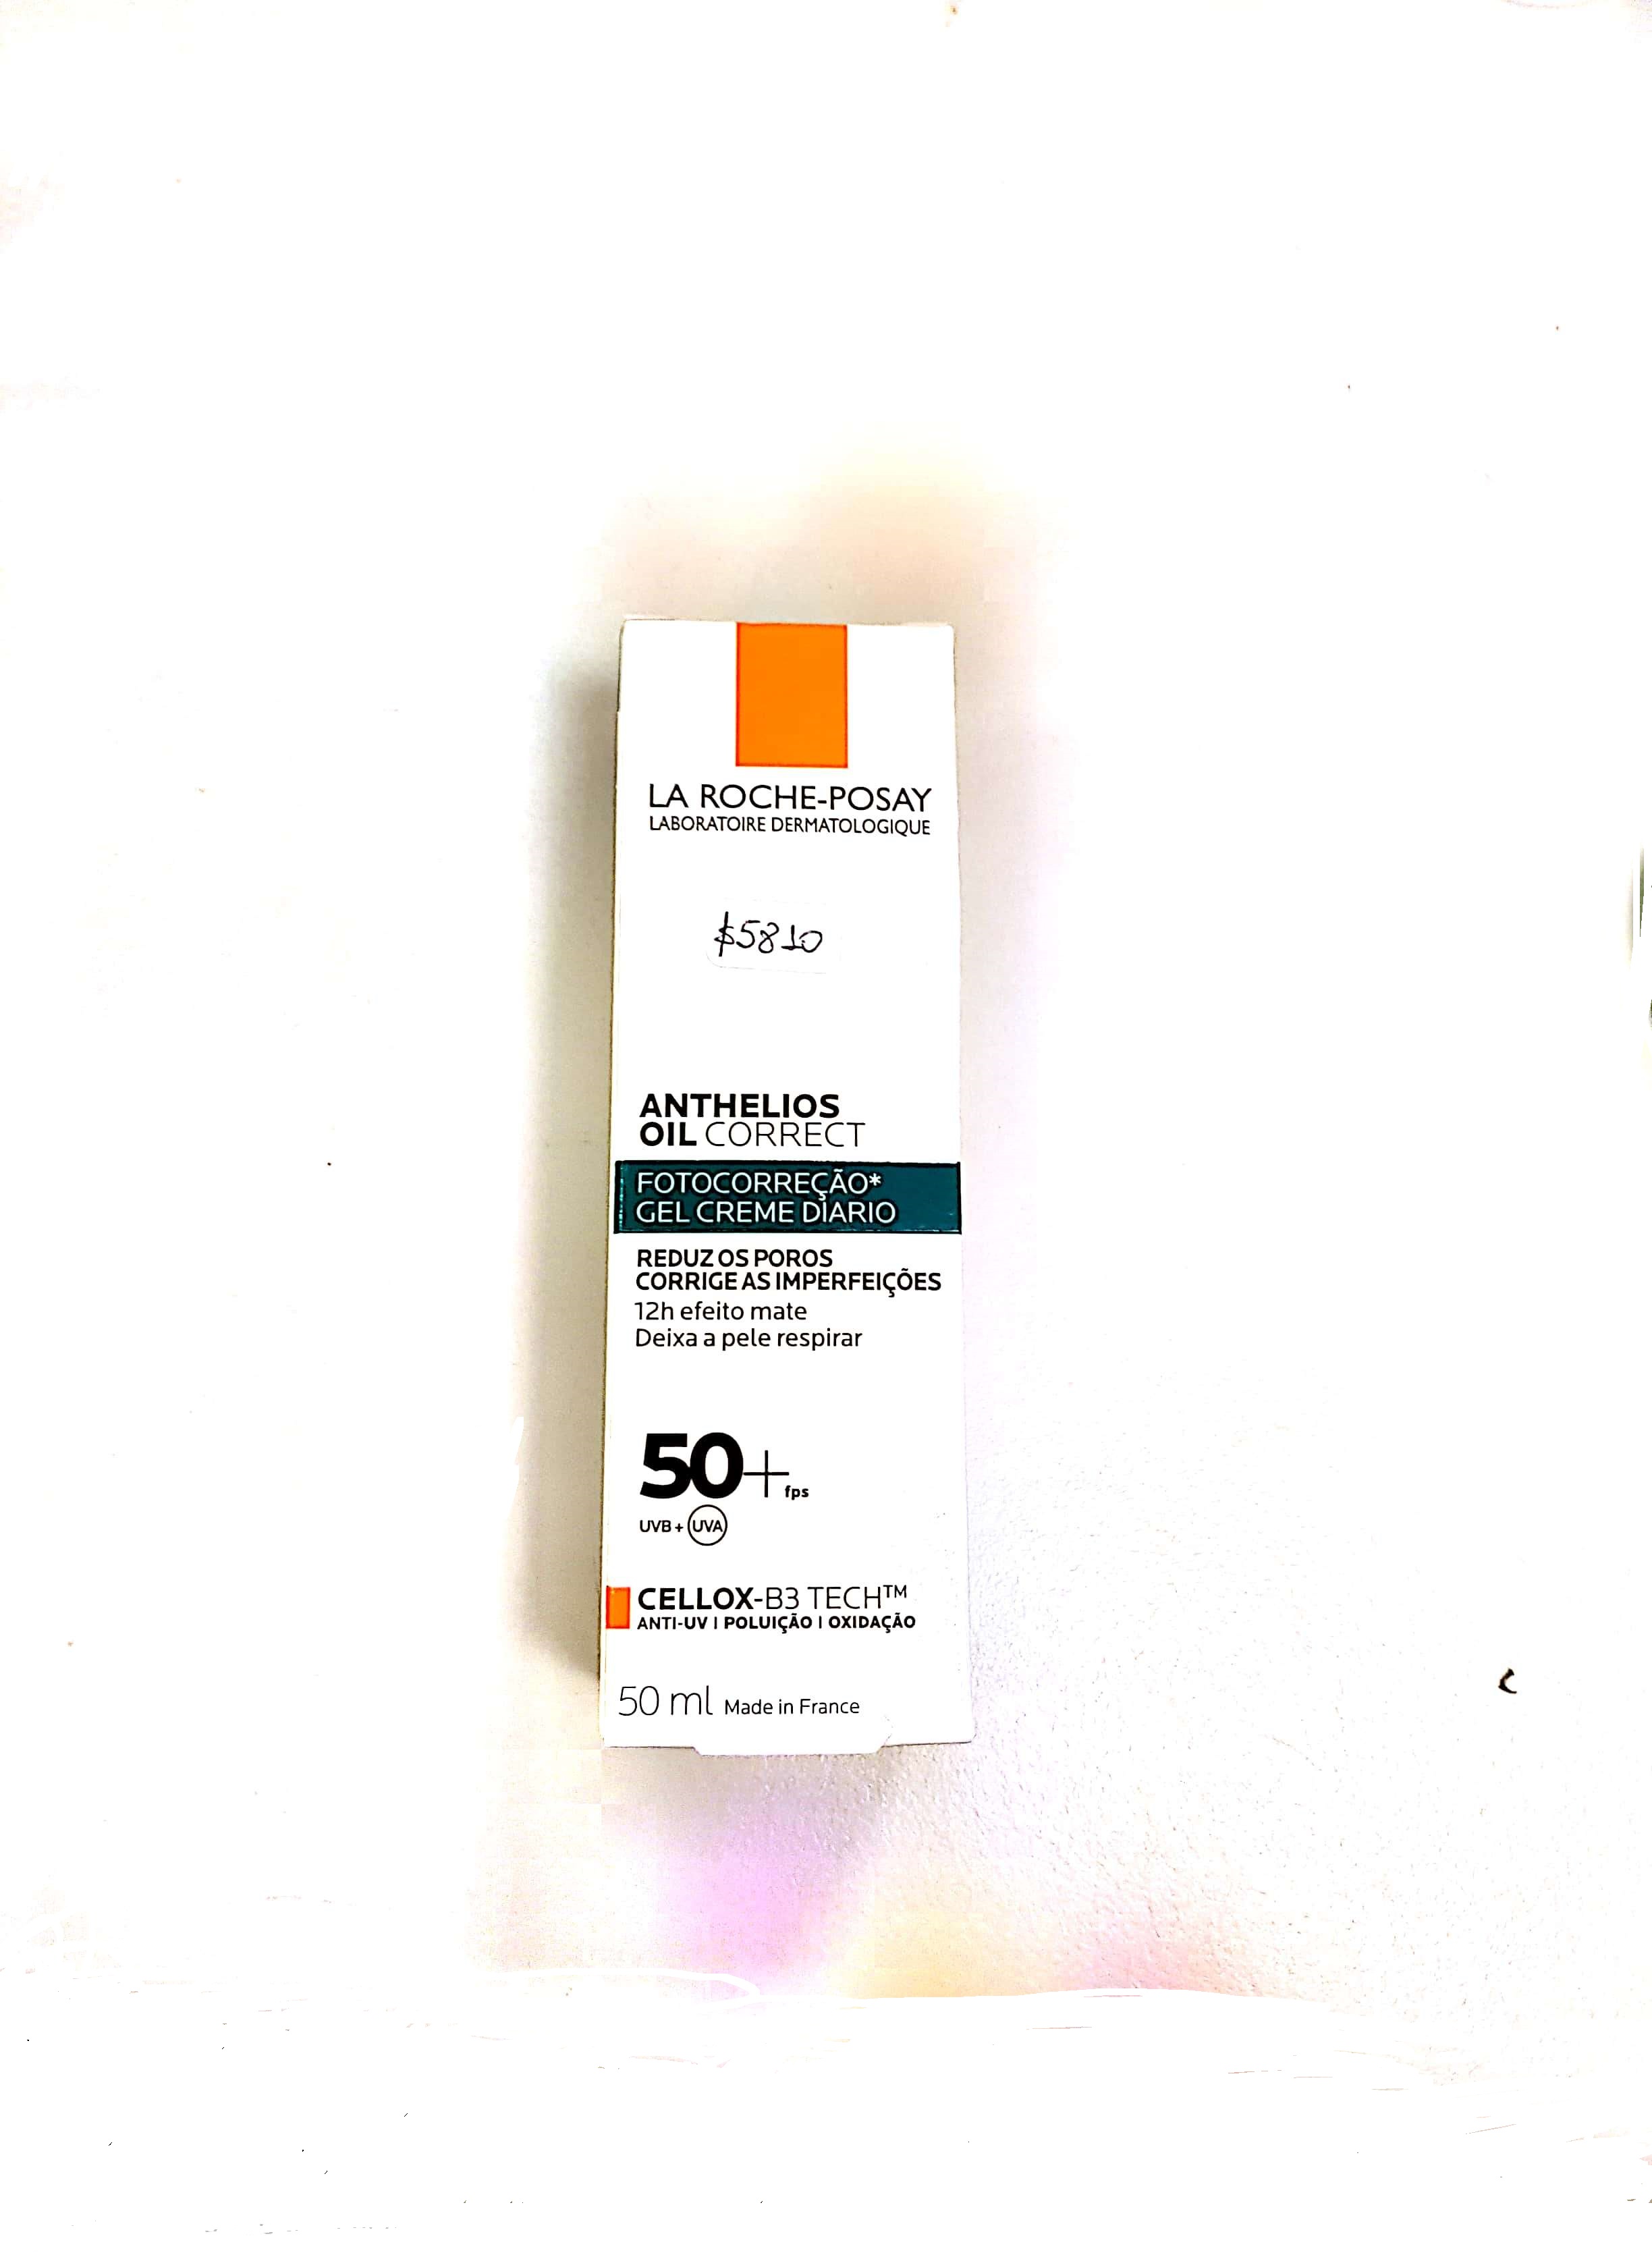 LA ROCHE-POSAY
LABORATOIRE DERMATOLOGIQUE
$5810
ANTHELIOS
OIL CORRECT
FOTOCORREÇÃO*
GEL CREME DIARIO
REDUZ OS POROS
CORRIGE AS IMPERFEIÇÕES
12h efeito mate
Deixa a pele respirar
50+ fps
UVB + UVA
CELLOX-B3 TECH™
ANTI-UV | POLUIÇÃO | OXIDAÇÃO
50 ml Made in France